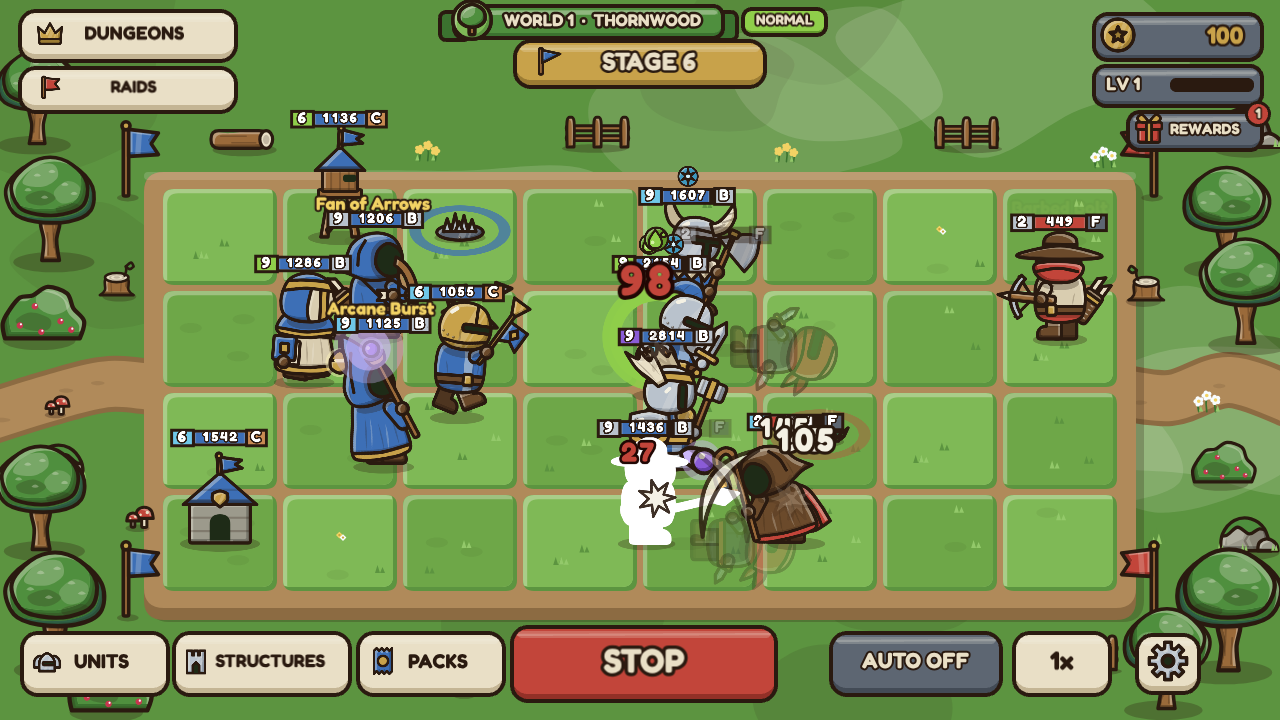 DUNGEONS
RAIDS
WORLD 1 • THORNWOOD
NORMAL
STAGE 6
100
LV 1
REWARDS
1
6 1136 C
Fan of Arrows
9 1206 B
9 1607 B
2 449 F
9 1286 B
98
6 1055 C
Arcane Burst
9 1125 B
9 2814 B
6 1542 C
9 1436 B
F
27
105
UNITS
STRUCTURES
PACKS
STOP
AUTO OFF
1x